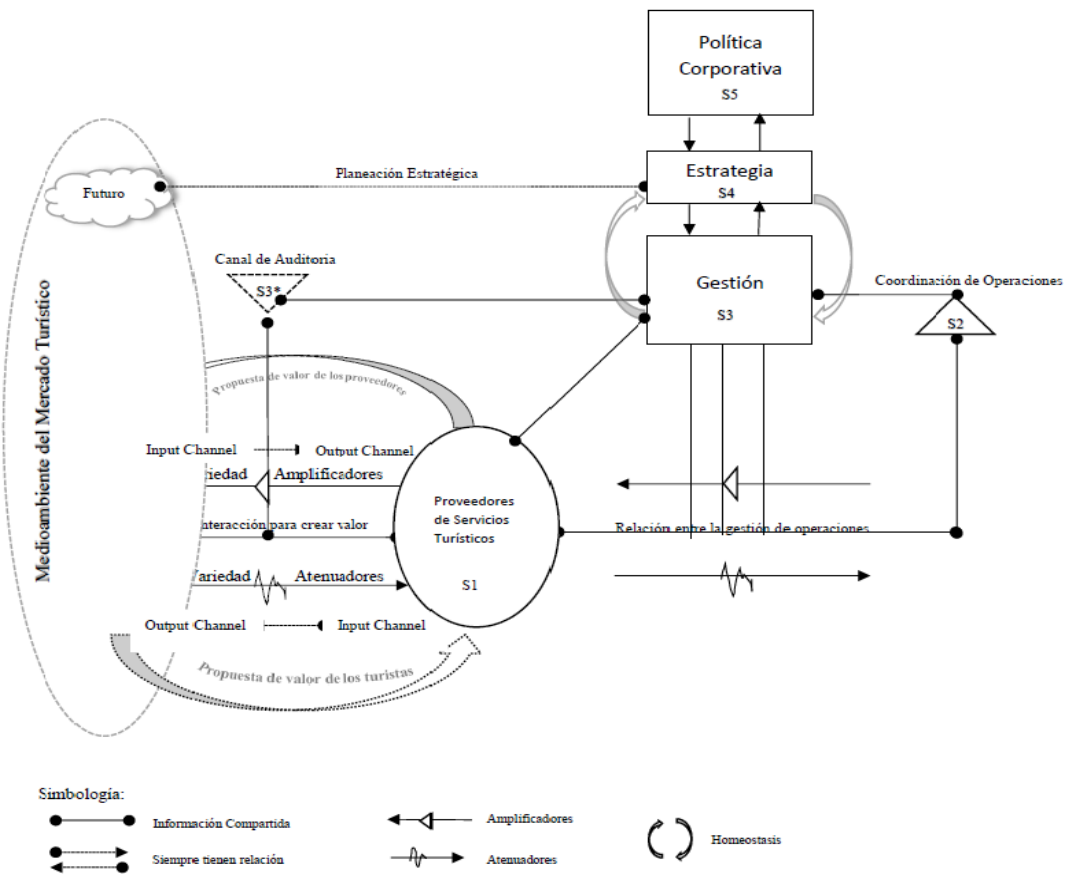 Política
Corporativa
S5
Planeación Estratégica
Estrategia
S4
Futuro
Canal de Auditoria
S3*
Gestión
S3
Coordinación de Operaciones
S2
Medioambiente del Mercado Turístico
Propuesta de valor de los proveedores
Input Channel Output Channel
riedad Amplificadores
Proveedores
de Servicios
Turísticos
S1
nteracción para crear valor
Relación entre la gestión de operaciones
Variedad Atenuadores
Output Channel Input Channel
Propuesta de valor de los turistas
Simbología:
Información Compartida
Amplificadores
Homeostasis
Siempre tienen relación
Atenuadores